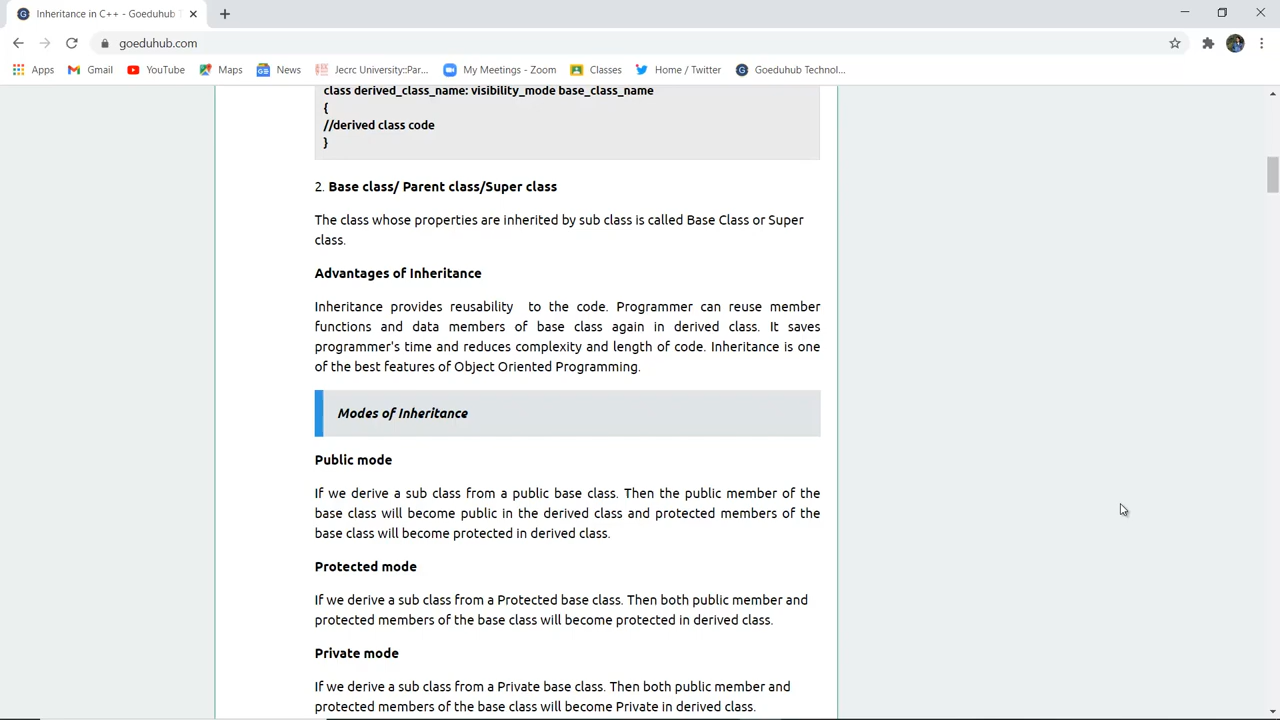 Inheritance in C++ - Goeduhub
goeduhub.com
Apps Gmail YouTube Maps News Jecrc University::Par... My Meetings - Zoom Classes Home / Twitter Goeduhub Technol...
class derived_class_name: visibility_mode base_class_name
{
//derived class code
}
2. Base class/ Parent class/Super class
The class whose properties are inherited by sub class is called Base Class or Super
class.
Advantages of Inheritance
Inheritance provides reusability to the code. Programmer can reuse member
functions and data members of base class again in derived class. It saves
programmer's time and reduces complexity and length of code. Inheritance is one
of the best features of Object Oriented Programming.
Modes of Inheritance
Public mode
If we derive a sub class from a public base class. Then the public member of the
base class will become public in the derived class and protected members of the
base class will become protected in derived class.
Protected mode
If we derive a sub class from a Protected base class. Then both public member and
protected members of the base class will become protected in derived class.
Private mode
If we derive a sub class from a Private base class. Then both public member and
protected members of the base class will become Private in derived class.